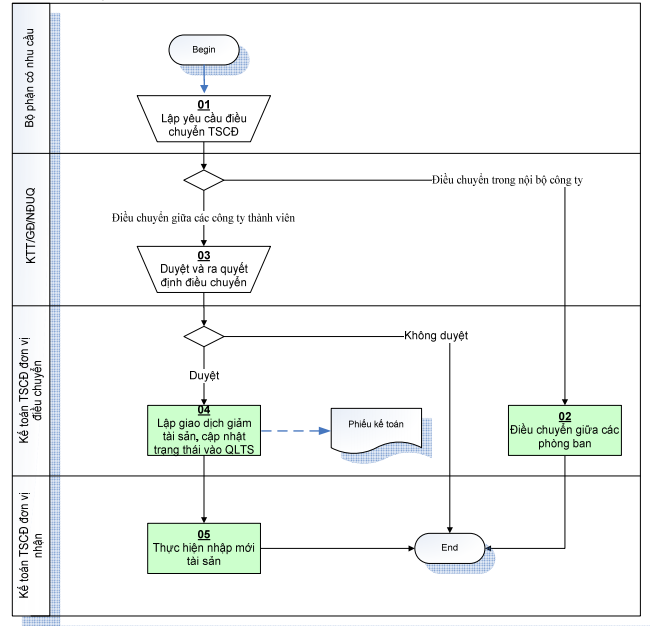 Bộ phận có nhu cầu
Begin
01
Lập yêu cầu điều
chuyển TSCĐ
KTT/GĐ/NĐUQ
Điều chuyển trong nội bộ công ty
Điều chuyển giữa các công ty thành viên
03
Duyệt và ra quyết
định điều chuyển
Kế toán TSCĐ đơn vị
điều chuyển
Không duyệt
Duyệt
04
Lập giao dịch giảm
tài sản, cập nhật
trạng thái vào QLTS
Phiếu kế toán
02
Điều chuyển giữa các
phòng ban
Kế toán TSCĐ đơn vị
nhận
05
Thực hiện nhập mới
tài sản
End